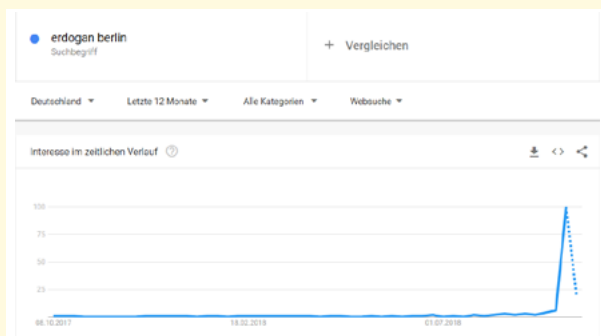 erdogan berlin
Suchbegriff
+ Vergleichen
Deutschland
Letzte 12 Monate
Alle Kategorien
Websuche
Interesse im zeitlichen Verlauf
100
75
50
25
08.10.2017
18.02.2018
01.07.2018